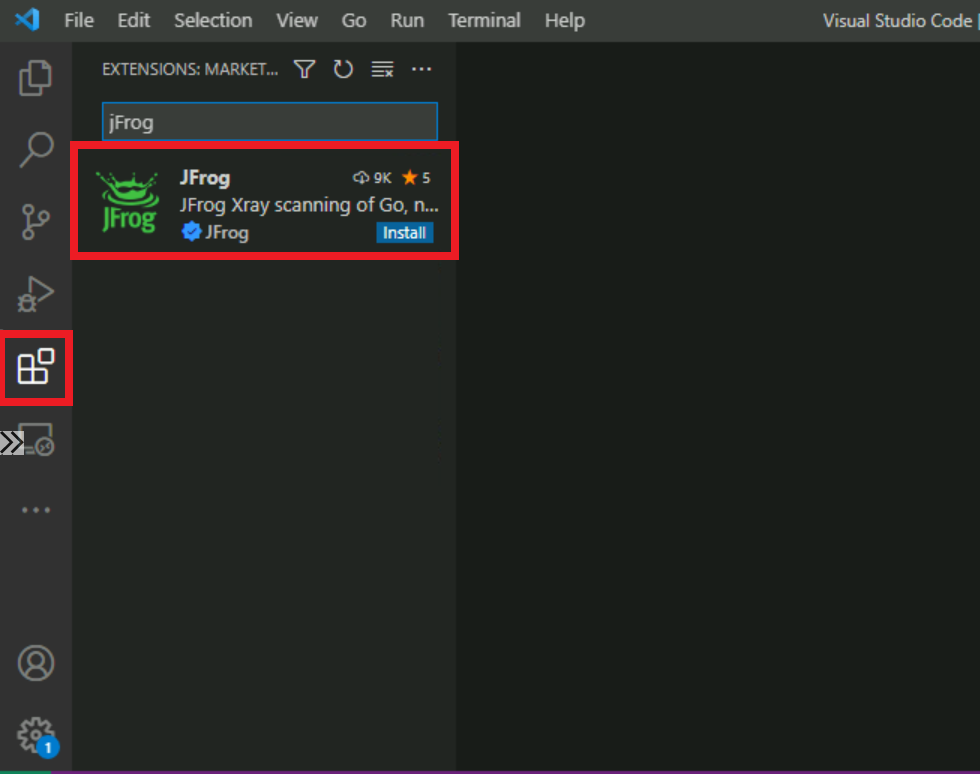 File Edit Selection View Go Run Terminal Help Visual Studio Code
EXTENSIONS: MARKET...
jFrog
JFrog 9K 5
JFrog Xray scanning of Go, n...
JFrog Install
JFrog
1